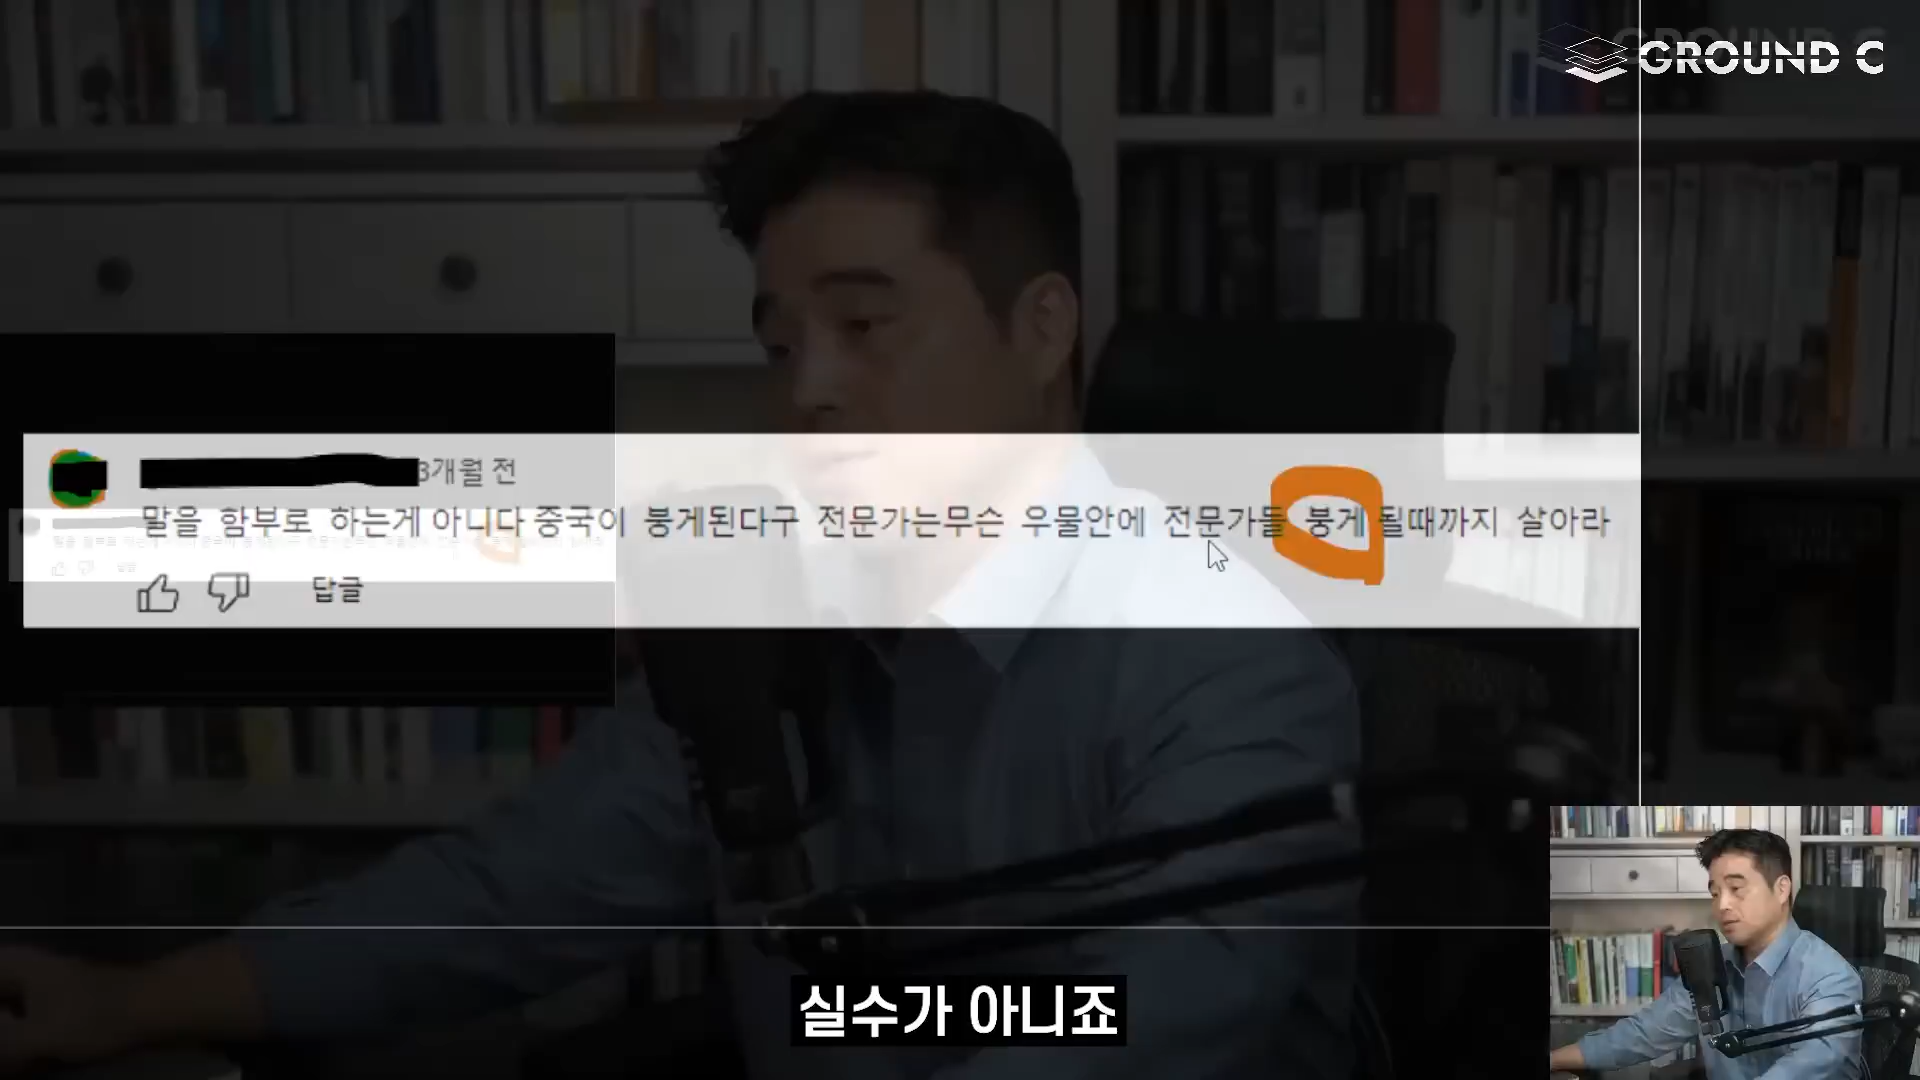 GROUND C
3개월 전
말을 함부로 하는게 아니다 중국이 붕게된다구 전문가는무슨 우물안에 전문가들 붕게 될때까지 살아라
답글
실수가 아니죠